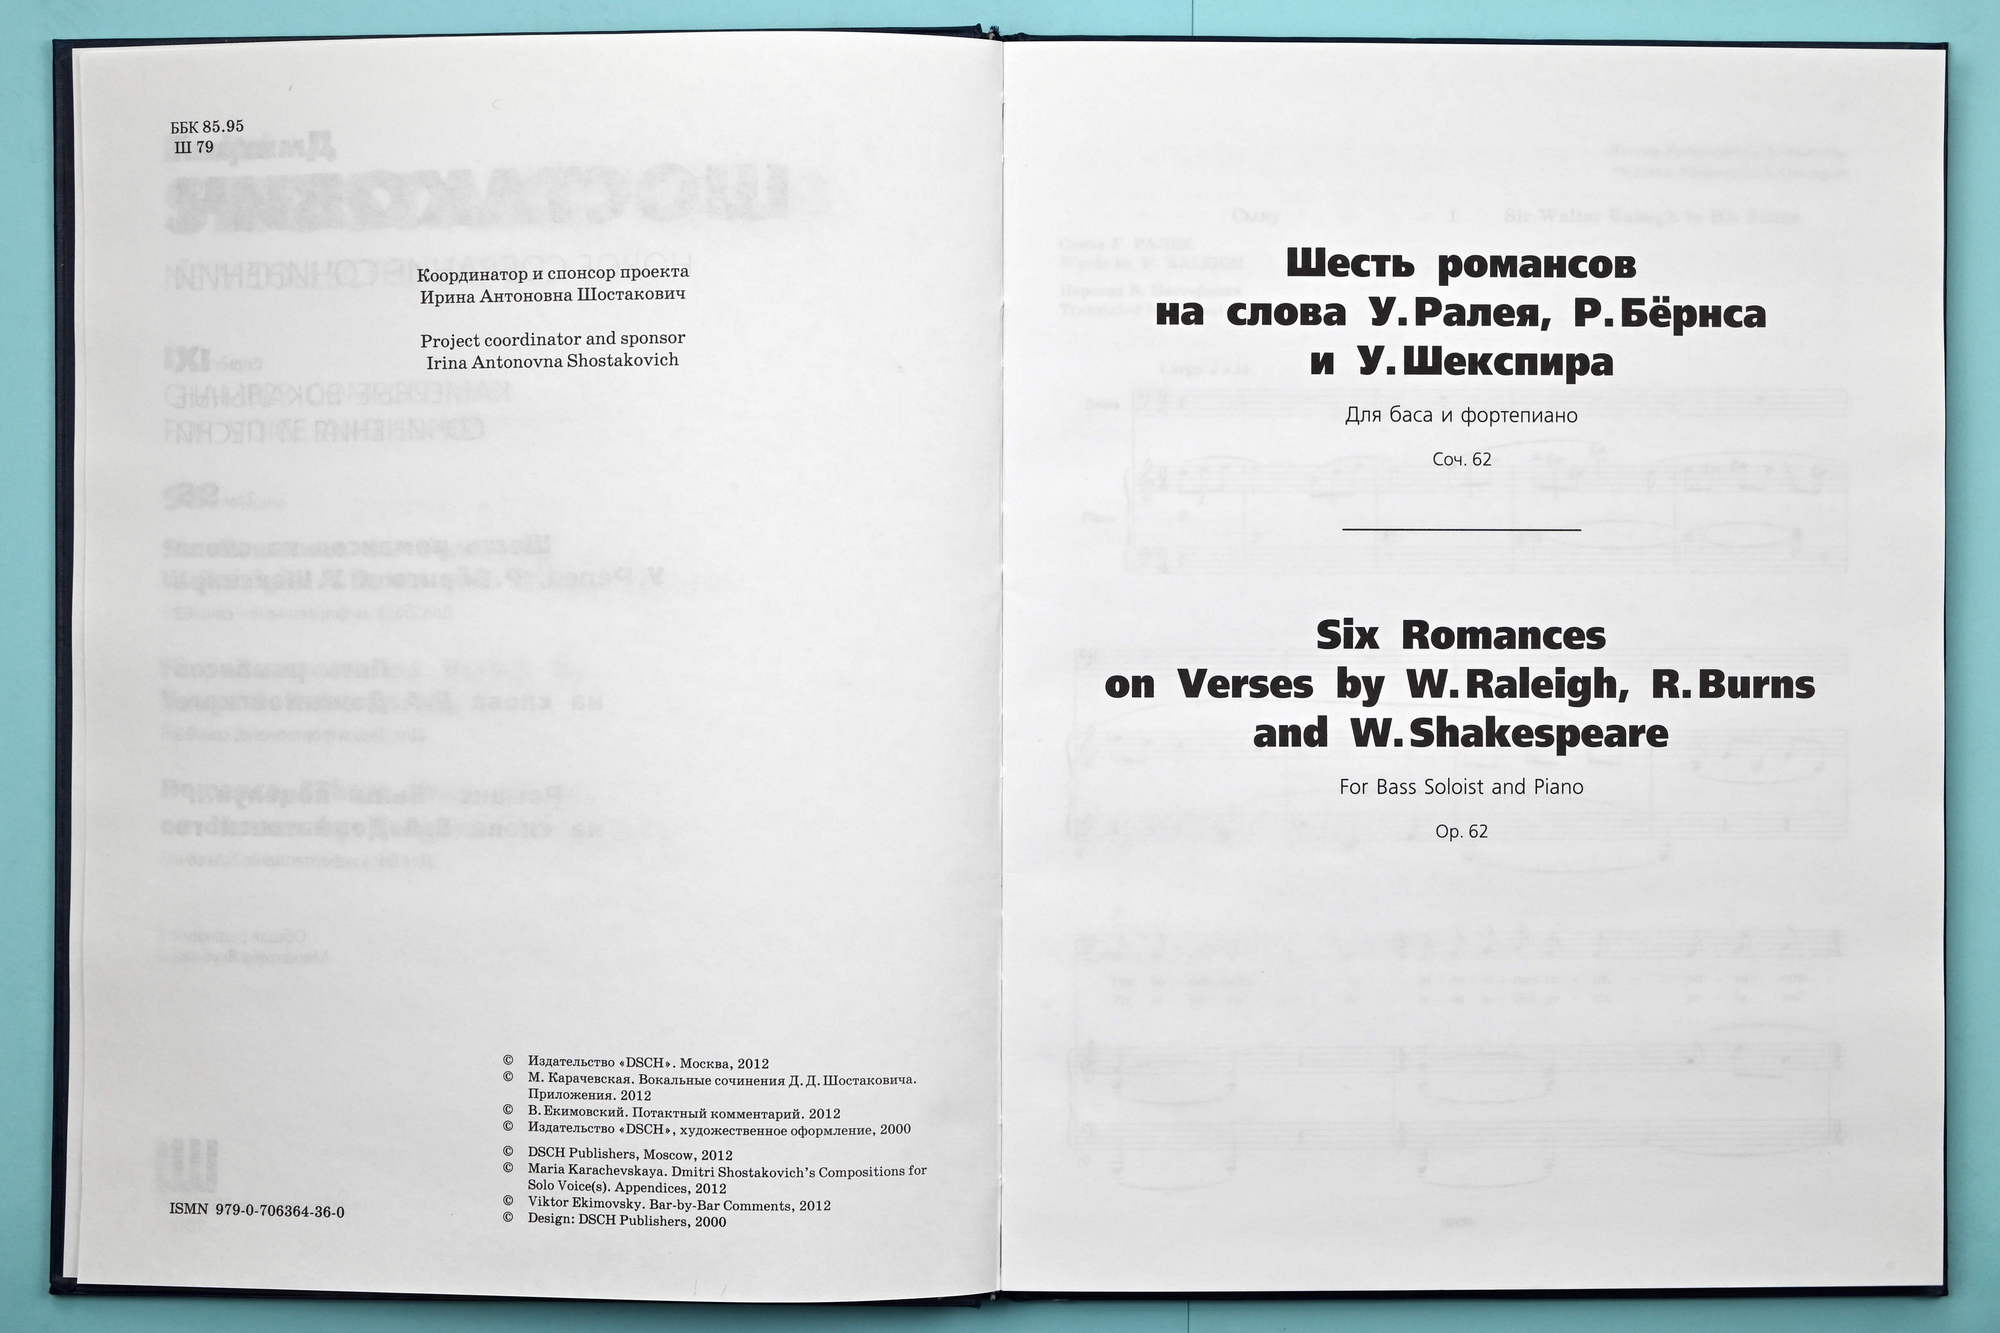 ББК 85.95
Ш 79
Координатор и спонсор проекта
Ирина Антоновна Шостакович
Project coordinator and sponsor
Irina Antonovna Shostakovich
© Издательство «DSCH». Москва, 2012
© М. Карачевская. Вокальные сочинения Д. Д. Шостаковича.
Приложения. 2012
© В. Екимовский. Потактный комментарий. 2012
© Издательство «DSCH», художественное оформление, 2000
© DSCH Publishers, Moscow, 2012
© Maria Karachevskaya. Dmitri Shostakovich's Compositions for
Solo Voice(s). Appendices, 2012
© Viktor Ekimovsky. Bar-by-Bar Comments, 2012
© Design: DSCH Publishers, 2000
ISMN 979-0-706364-36-0
Шесть романсов
на слова У. Ралея, Р. Бёрнса
и У. Шекспира
Для баса и фортепиано
Соч. 62
Six Romances
on Verses by W. Raleigh, R. Burns
and W. Shakespeare
For Bass Soloist and Piano
Op. 62